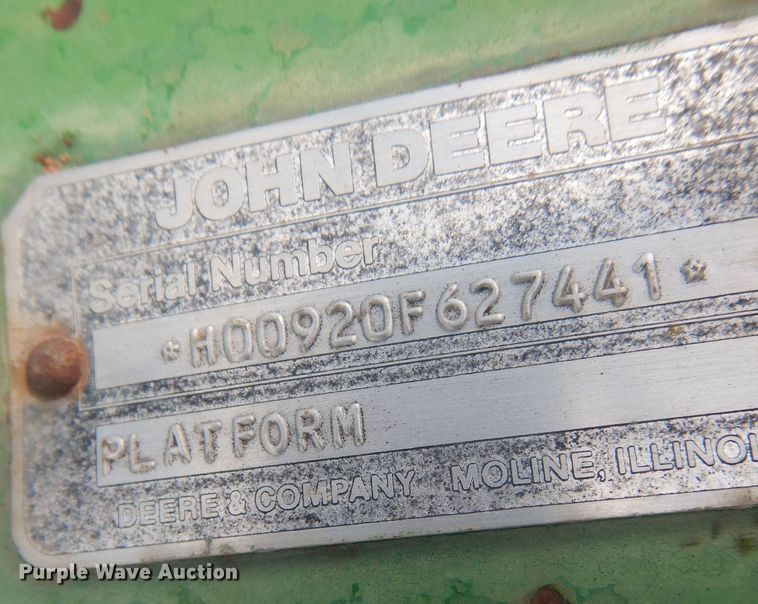 JOHN DEERE
Serial Number
*H00920F627441*
PLATFORM
DEERE & COMPANY MOLINE, ILLINOI
Purple Wave Auction